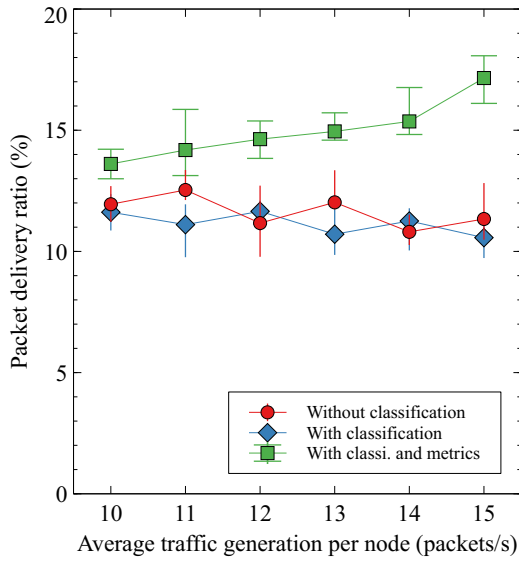 20
15
10
5
0
Packet delivery ratio (%)
Without classification
With classification
With classi. and metrics
10 11 12 13 14 15
Average traffic generation per node (packets/s)